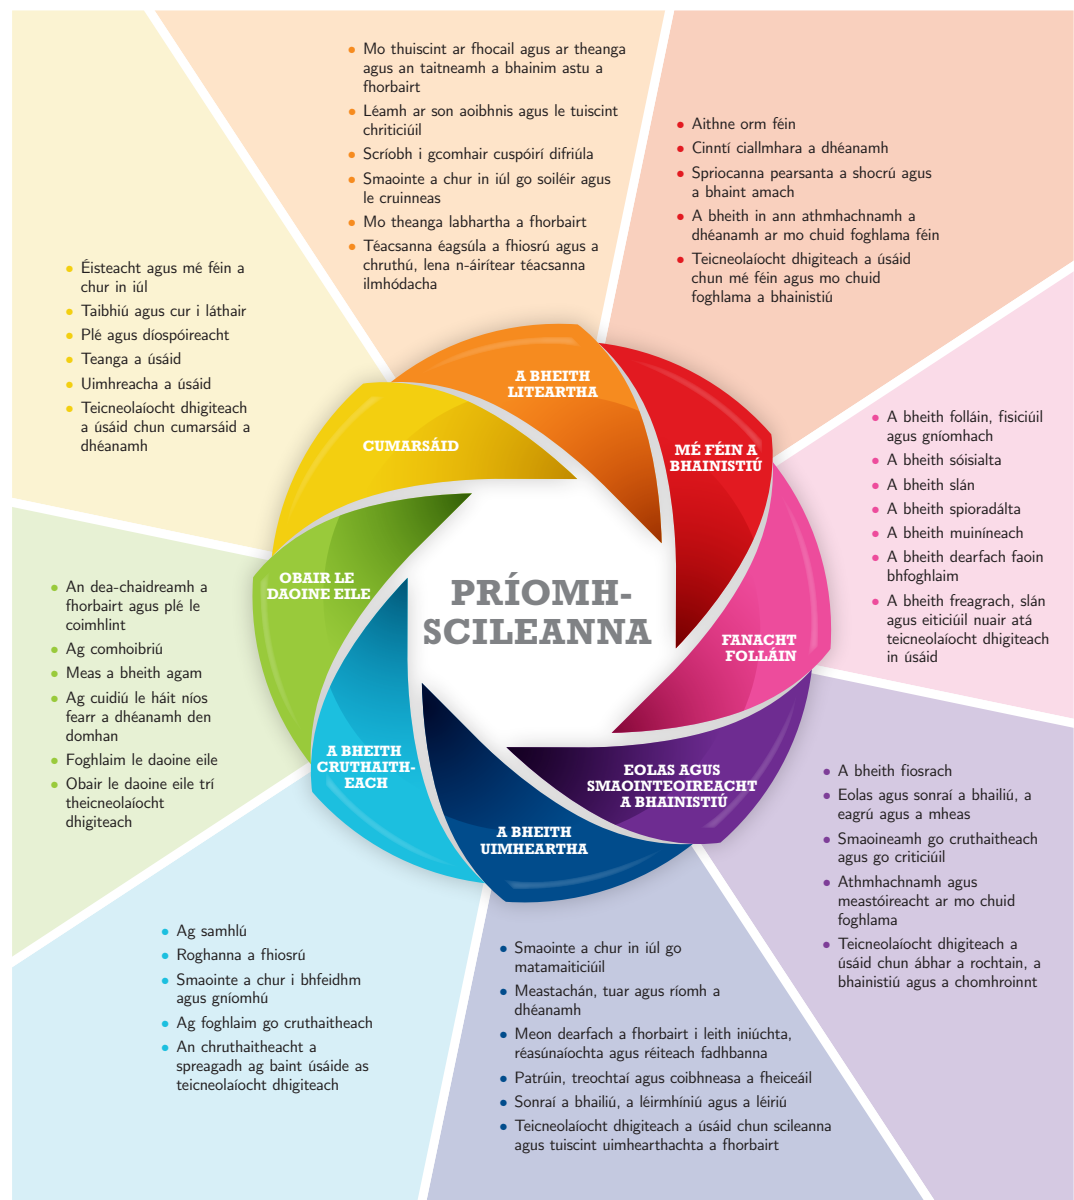 PRÍOMH-
SCILEANNA
A BHEITH
LITEARTHA
• Mo thuiscint ar fhocail agus ar theanga
agus an taitneamh a bhainim astu a
fhorbairt
• Léamh ar son aoibhnis agus le tuiscint
chriticiúil
• Scríobh i gcomhair cuspóirí difriúla
• Smaointe a chur in iúl go soiléir agus
le cruinneas
• Mo theanga labhartha a fhorbairt
• Téacsanna éagsúla a fhiosrú agus a
chruthú, lena n-áirítear téacsanna
ilmhódacha
MÉ FÉIN A
BHAINISTIÚ
• Aithne orm féin
• Cinntí ciallmhara a dhéanamh
• Spriocanna pearsanta a shocrú agus
a bhaint amach
• A bheith in ann athmhachnamh a
dhéanamh ar mo chuid foghlama féin
• Teicneolaíocht dhigiteach a úsáid
chun mé féin agus mo chuid
foghlama a bhainistiú
FANACHT
FOLLÁIN
• A bheith folláin, fisiciúil
agus gníomhach
• A bheith sóisialta
• A bheith slán
• A bheith spioradálta
• A bheith muiníneach
• A bheith dearfach faoin
bhfoghlaim
• A bheith freagrach, slán
agus eiticiúil nuair atá
teicneolaíocht dhigiteach
in úsáid
EOLAS AGUS
SMAOINTEOIREACHT
A BHAINISTIÚ
• A bheith fiosrach
• Eolas agus sonraí a bhailiú, a
eagrú agus a mheas
• Smaoineamh go cruthaitheach
agus go criticiúil
• Athmhachnamh agus
meastóireacht ar mo chuid
foghlama
• Teicneolaíocht dhigiteach a
úsáid chun ábhar a rochtain, a
bhainistiú agus a chomhroinnt
A BHEITH
UIMHEARTHA
• Smaointe a chur in iúl go
matamaiticiúil
• Meastachán, tuar agus ríomh a
dhéanamh
• Meon dearfach a fhorbairt i leith iniúchta,
réasúnaíochta agus réiteach fadhbanna
• Patrúin, treochtaí agus coibhneasa a fheiceáil
• Sonraí a bhailiú, a léirmhíniú agus a léiriú
• Teicneolaíocht dhigiteach a úsáid chun scileanna
agus tuiscint uimhearthachta a fhorbairt
A BHEITH
CRUTHAITH-
EACH
• Ag samhlú
• Roghanna a fhiosrú
• Smaointe a chur i bhfeidhm
agus gníomhú
• Ag foghlaim go cruthaitheach
• An chruthaitheacht a
spreagadh ag baint úsáide as
teicneolaíocht dhigiteach
OBAIR LE
DAOINE EILE
• An dea-chaidreamh a
fhorbairt agus plé le
coimhlint
• Ag comhoibriú
• Meas a bheith agam
• Ag cuidiú le háit níos
fearr a dhéanamh den
domhan
• Foghlaim le daoine eile
• Obair le daoine eile trí
theicneolaíocht
dhigiteach
CUMARSÁID
• Éisteacht agus mé féin a
chur in iúl
• Taibhiú agus cur i láthair
• Plé agus díospóireacht
• Teanga a úsáid
• Uimhreacha a úsáid
• Teicneolaíocht dhigiteach
a úsáid chun cumarsáid a
dhéanamh